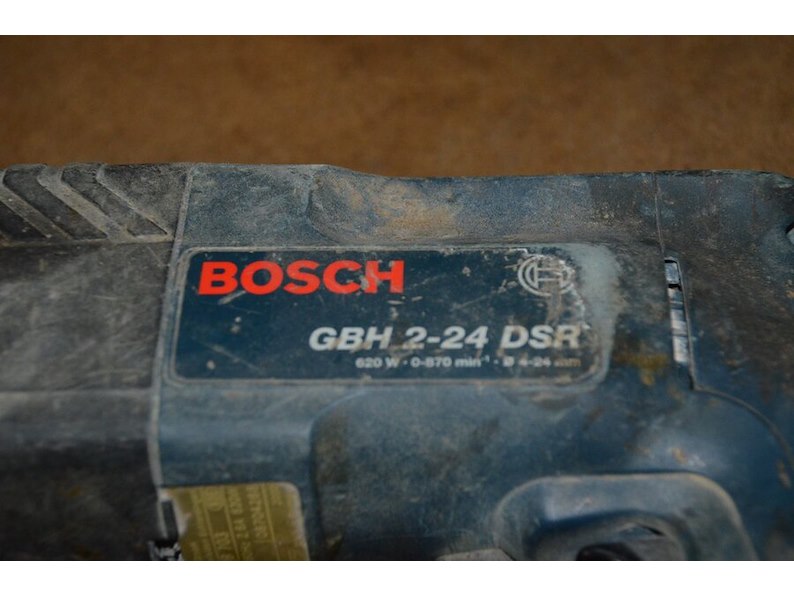 BOSCH
GBH 2-24 DSR
620 W · 0-870 min⁻¹ · Ø 4-24 mm